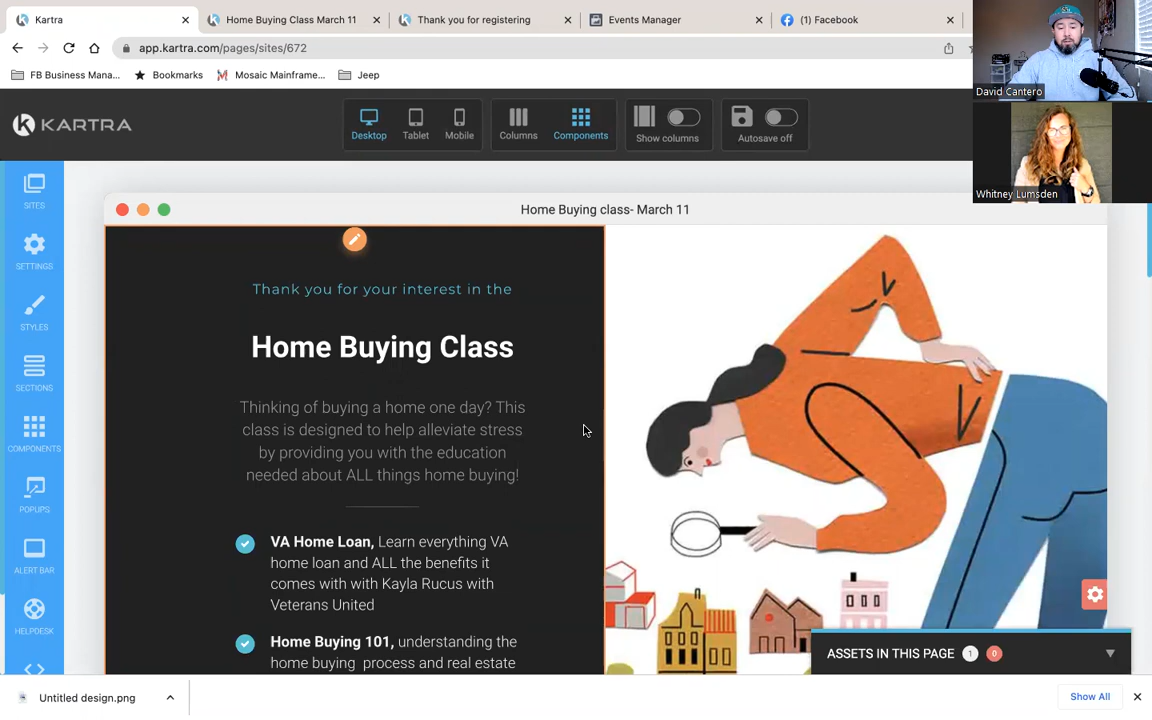 Kartra
Home Buying Class March 11
Thank you for registering
Events Manager
(1) Facebook
app.kartra.com/pages/sites/672
FB Business Mana...
Bookmarks
Mosaic Mainframe...
Jeep
David Cantero
Whitney Lumsden
KARTRA
Desktop
Tablet
Mobile
Columns
Components
Show columns
Autosave off
SITES
SETTINGS
STYLES
SECTIONS
COMPONENTS
POPUPS
ALERT BAR
HELPDESK
Home Buying class- March 11
Thank you for your interest in the
Home Buying Class
Thinking of buying a home one day? This
class is designed to help alleviate stress
by providing you with the education
needed about ALL things home buying!
VA Home Loan, Learn everything VA
home loan and ALL the benefits it
comes with with Kayla Rucus with
Veterans United
Home Buying 101, understanding the
home buying process and real estate
ASSETS IN THIS PAGE 1 0
Untitled design.png
Show All